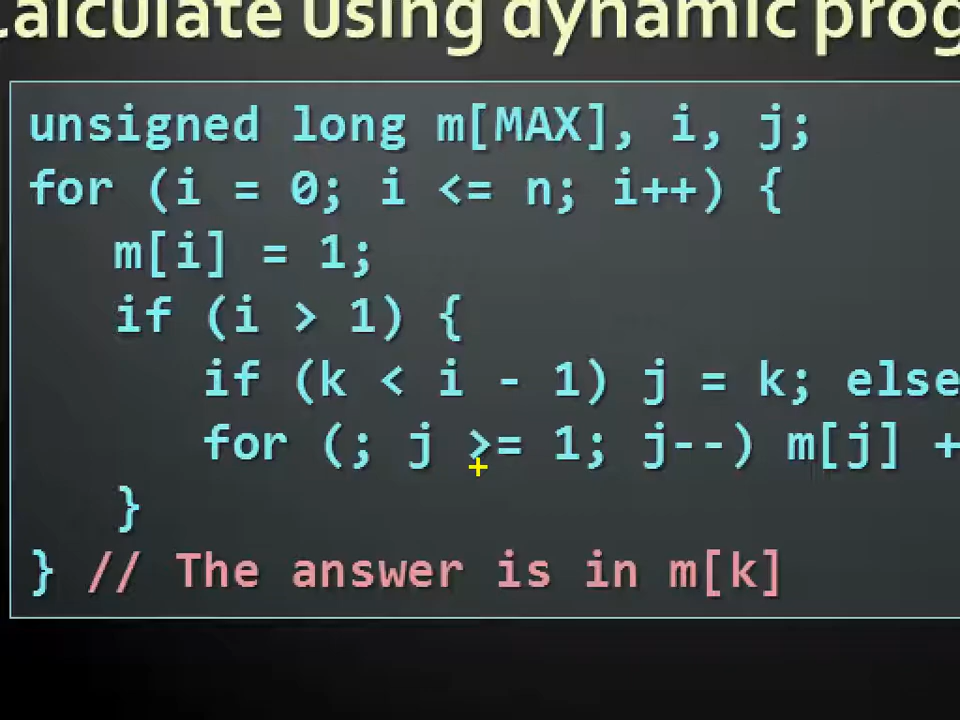 calculate using dynamic prog
unsigned long m[MAX], i, j;
for (i = 0; i <= n; i++) {
m[i] = 1;
if (i > 1) {
if (k < i - 1) j = k; else
for (; j >= 1; j--) m[j] +
}
} // The answer is in m[k]